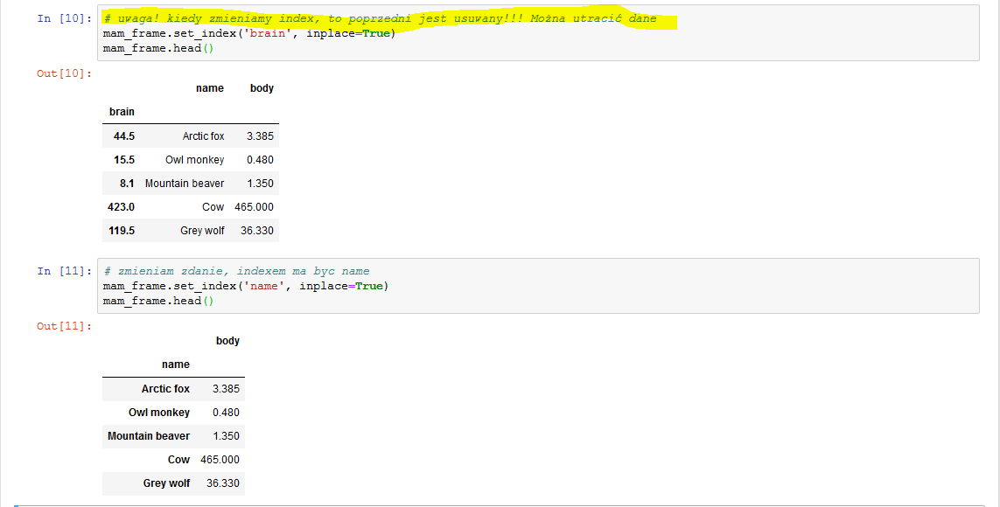 In [10]: # uwaga! kiedy zmieniamy index, to poprzedni jest usuwany!!! Można utracić dane
mam_frame.set_index('brain', inplace=True)
mam_frame.head()
Out[10]:
name body
brain
44.5 Arctic fox 3.385
15.5 Owl monkey 0.480
8.1 Mountain beaver 1.350
423.0 Cow 465.000
119.5 Grey wolf 36.330
In [11]: # zmieniam zdanie, indexem ma byc name
mam_frame.set_index('name', inplace=True)
mam_frame.head()
Out[11]:
body
name
Arctic fox 3.385
Owl monkey 0.480
Mountain beaver 1.350
Cow 465.000
Grey wolf 36.330